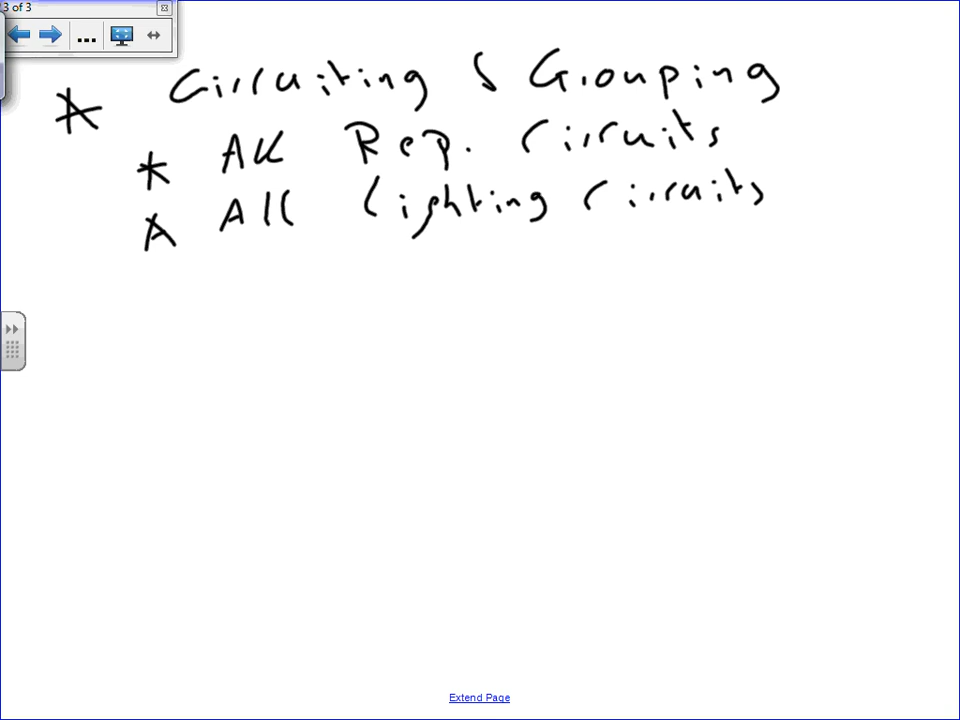 3 of 3
* Circuiting & Grouping
* All Rep. Circuits
* All Lighting Circuits
Extend Page